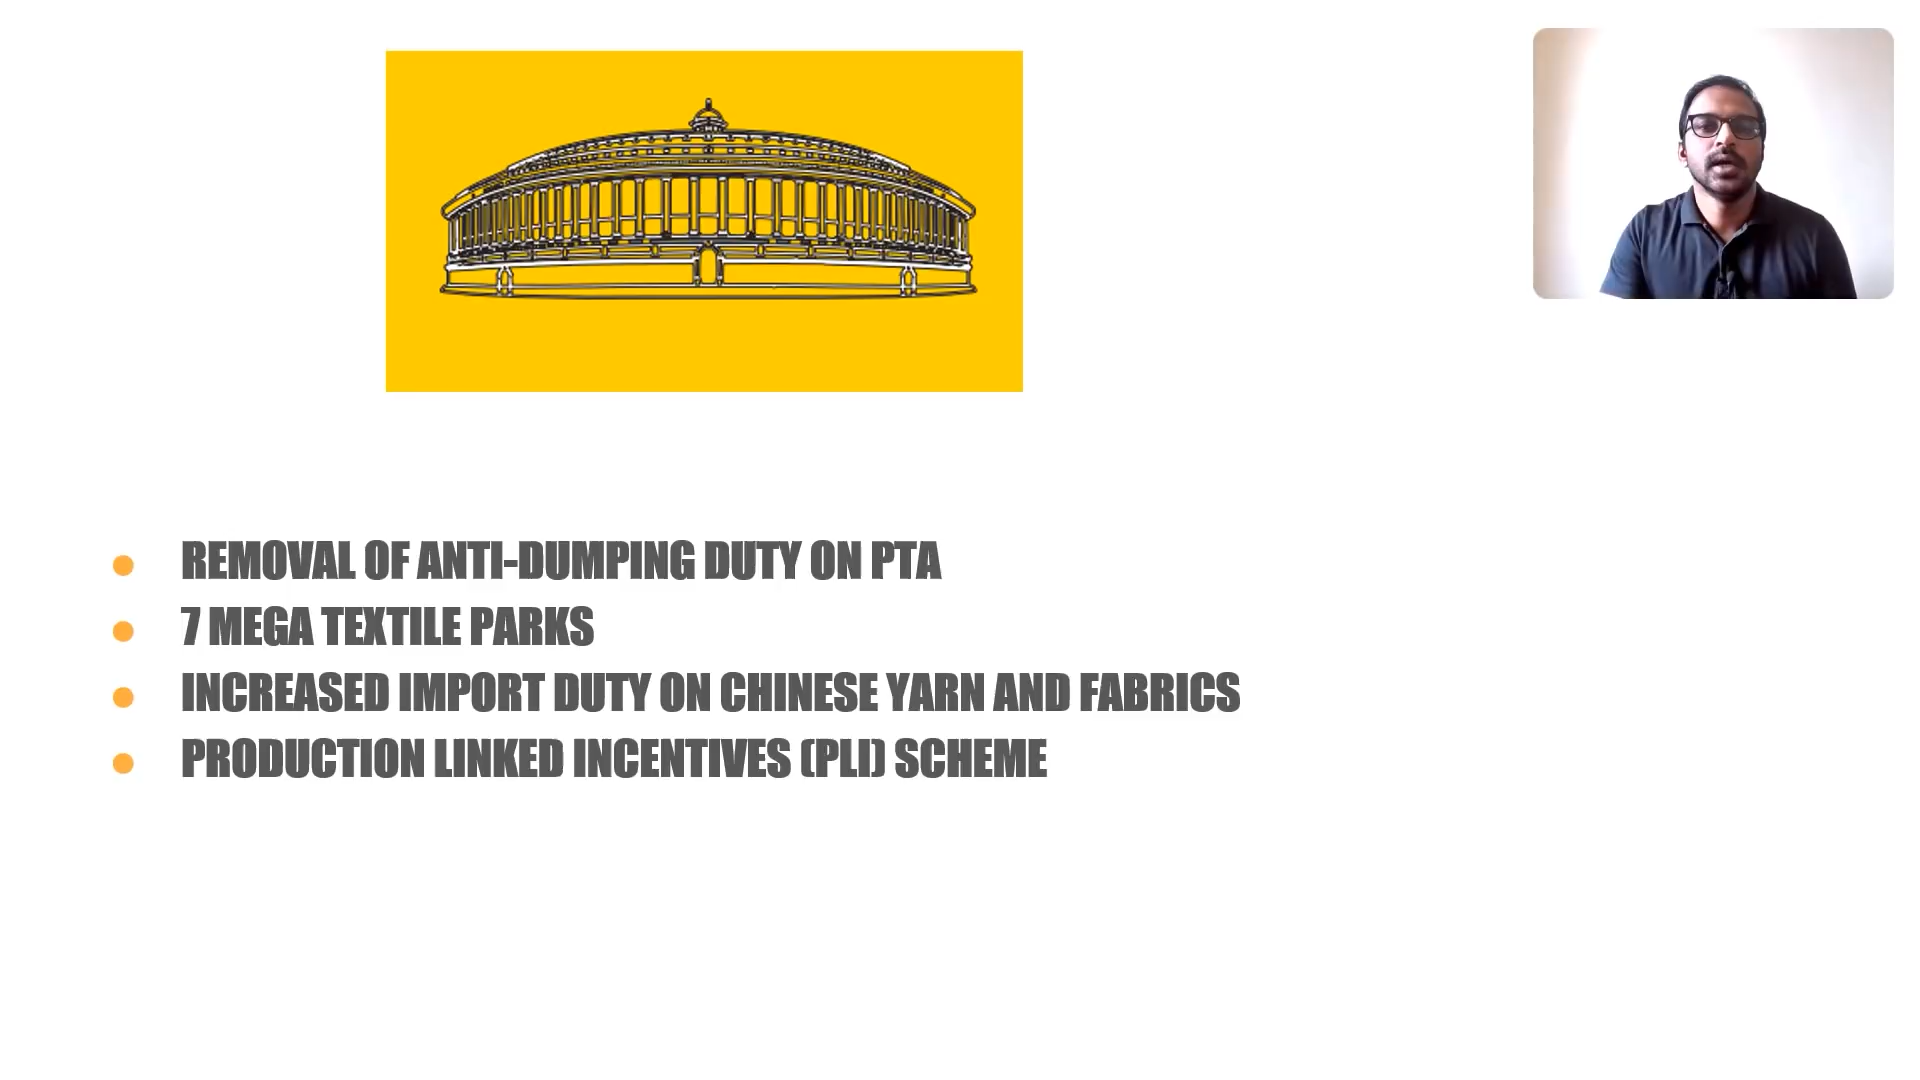 REMOVAL OF ANTI-DUMPING DUTY ON PTA
7 MEGA TEXTILE PARKS
INCREASED IMPORT DUTY ON CHINESE YARN AND FABRICS
PRODUCTION LINKED INCENTIVES (PLI) SCHEME